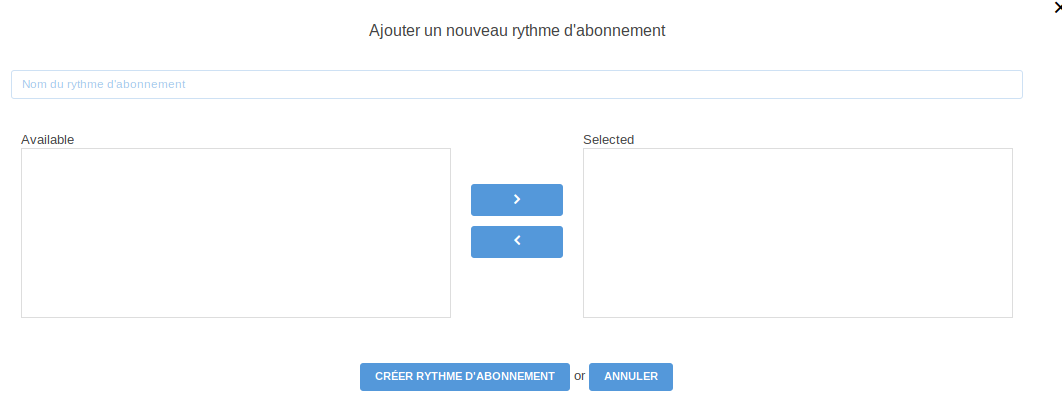 Ajouter un nouveau rythme d'abonnement
Nom du rythme d'abonnement
Available
Selected
CRÉER RYTHME D'ABONNEMENT or ANNULER